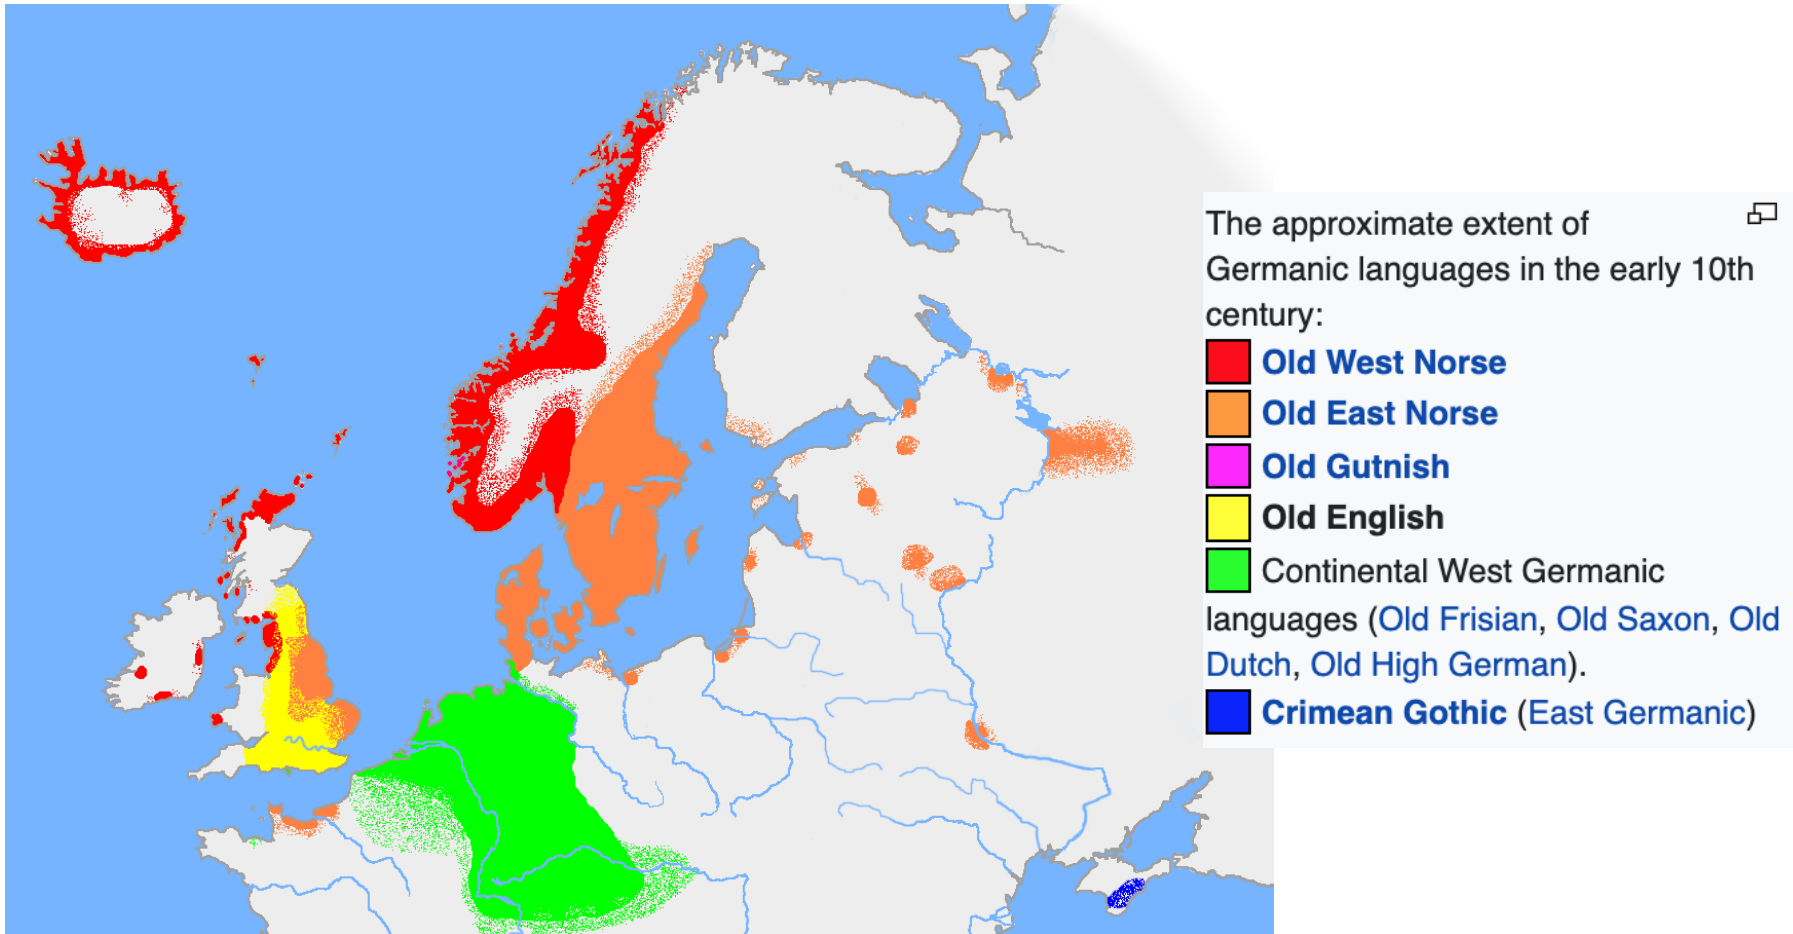 The approximate extent of
Germanic languages in the early 10th
century:
Old West Norse
Old East Norse
Old Gutnish
Old English
Continental West Germanic
languages (Old Frisian, Old Saxon, Old
Dutch, Old High German).
Crimean Gothic (East Germanic)